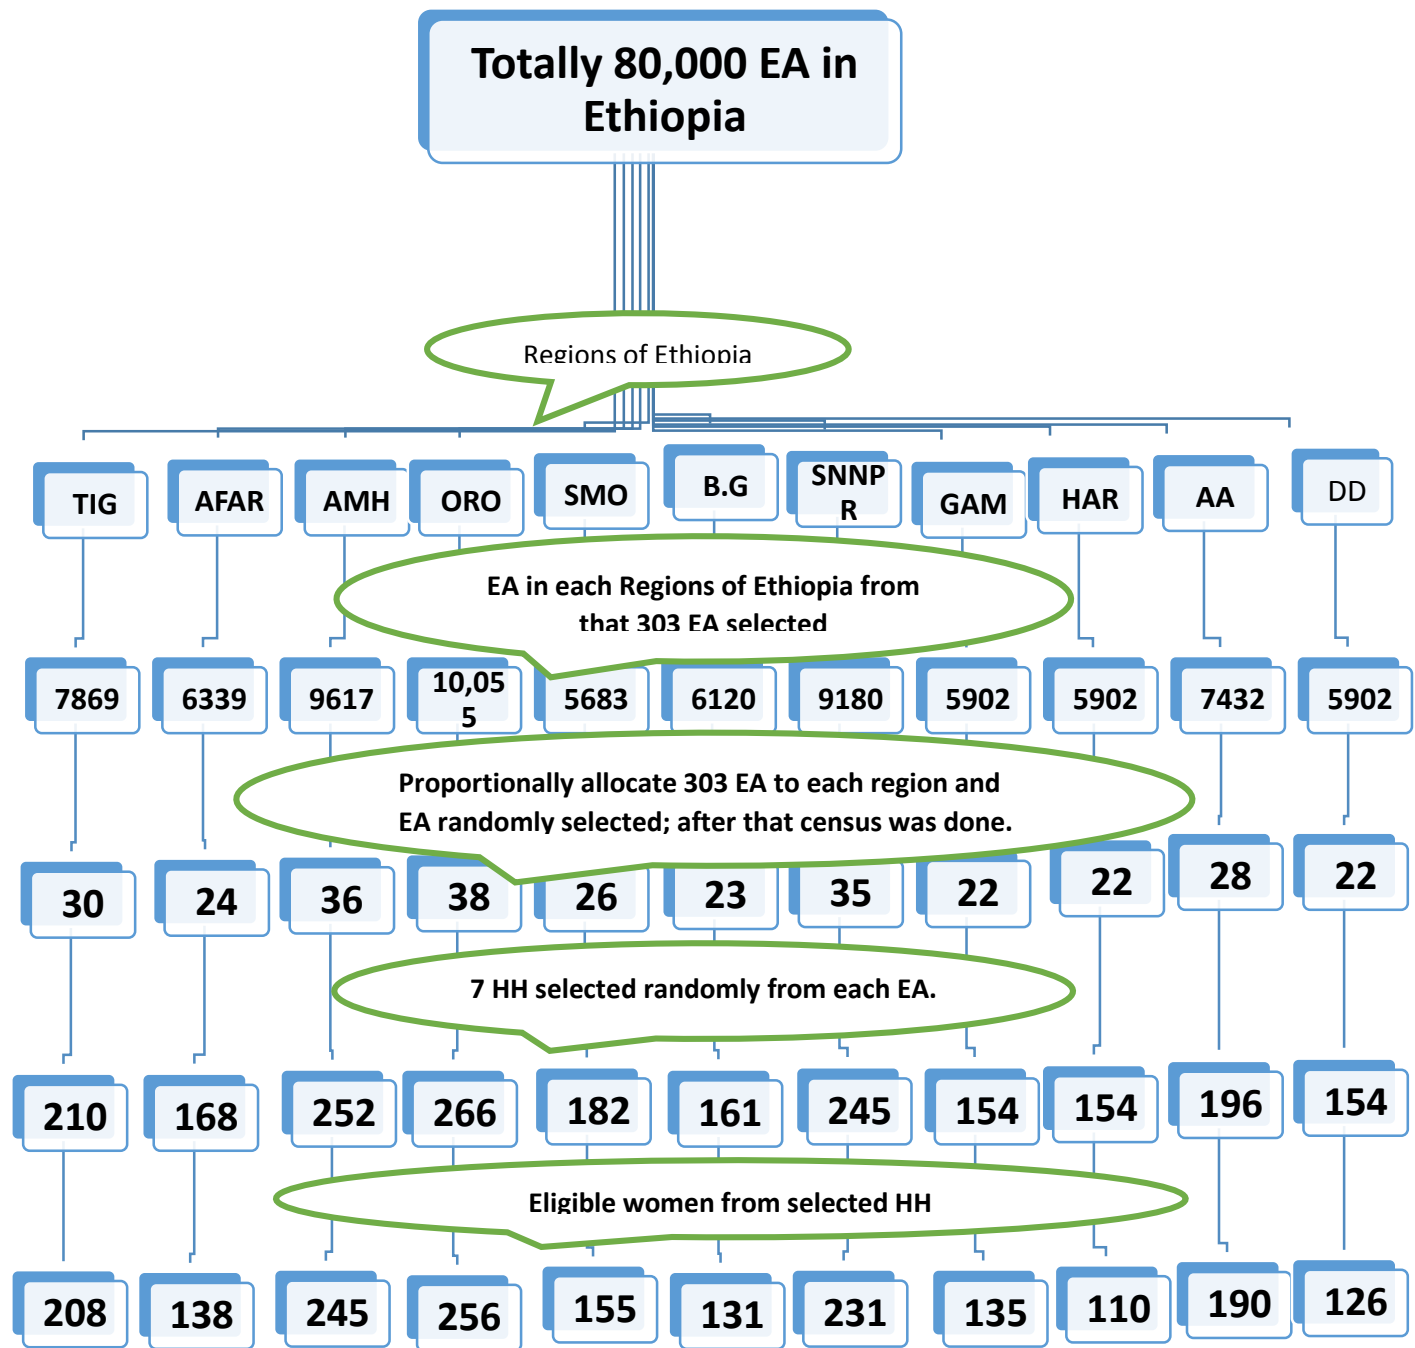 Totally 80,000 EA in
Ethiopia
Regions of Ethiopia
TIG
AFAR
AMH
ORO
SMO
B.G
SNNP
R
GAM
HAR
AA
DD
EA in each Regions of Ethiopia from
that 303 EA selected
7869
6339
9617
10,05
5
5683
6120
9180
5902
5902
7432
5902
Proportionally allocate 303 EA to each region and
EA randomly selected; after that census was done.
30
24
36
38
26
23
35
22
22
28
22
7 HH selected randomly from each EA.
210
168
252
266
182
161
245
154
154
196
154
Eligible women from selected HH
208
138
245
256
155
131
231
135
110
190
126